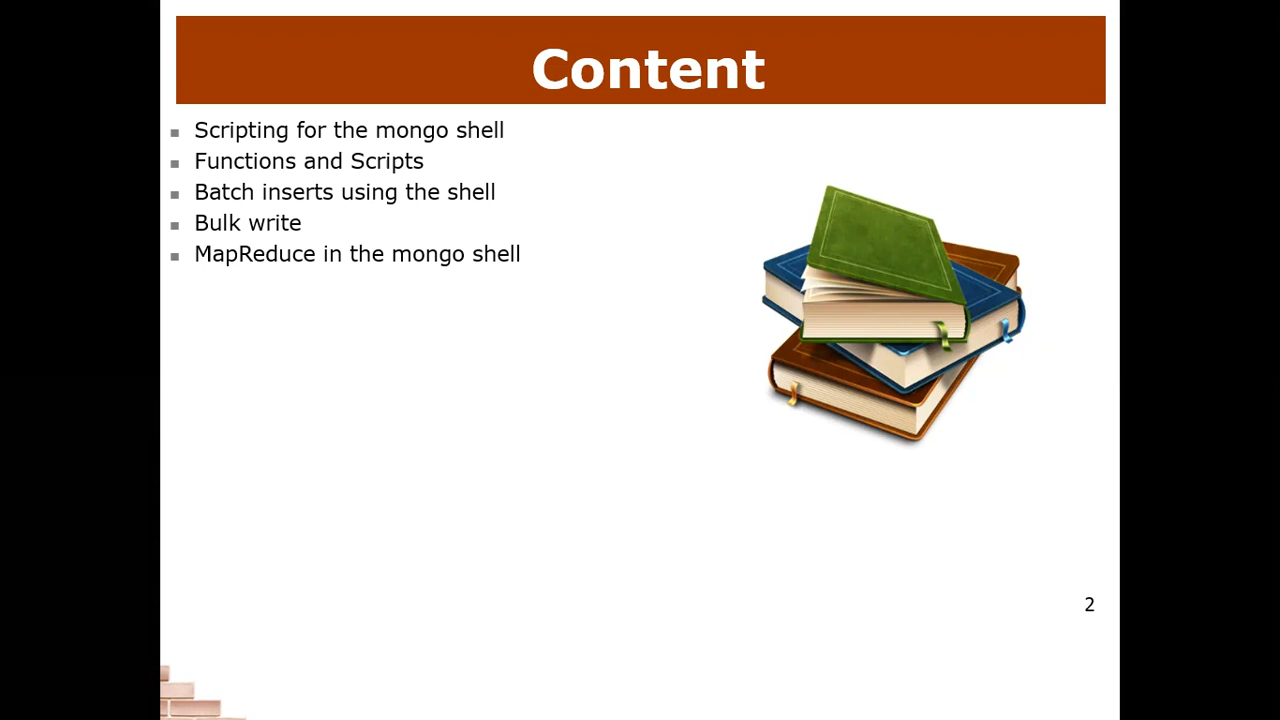 Content
Scripting for the mongo shell
Functions and Scripts
Batch inserts using the shell
Bulk write
MapReduce in the mongo shell
2